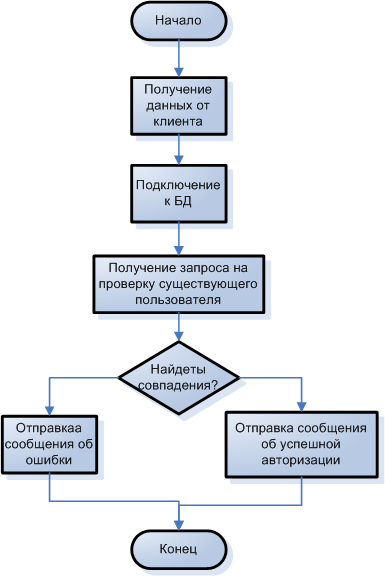 Начало
Получение
данных от
клиента
Подключение
к БД
Получение запроса на
проверку существующего
пользователя
Найдеты
совпадения?
Отправкаа
сообщения об
ошибки
Отправка сообщения
об успешной
авторизации
Конец